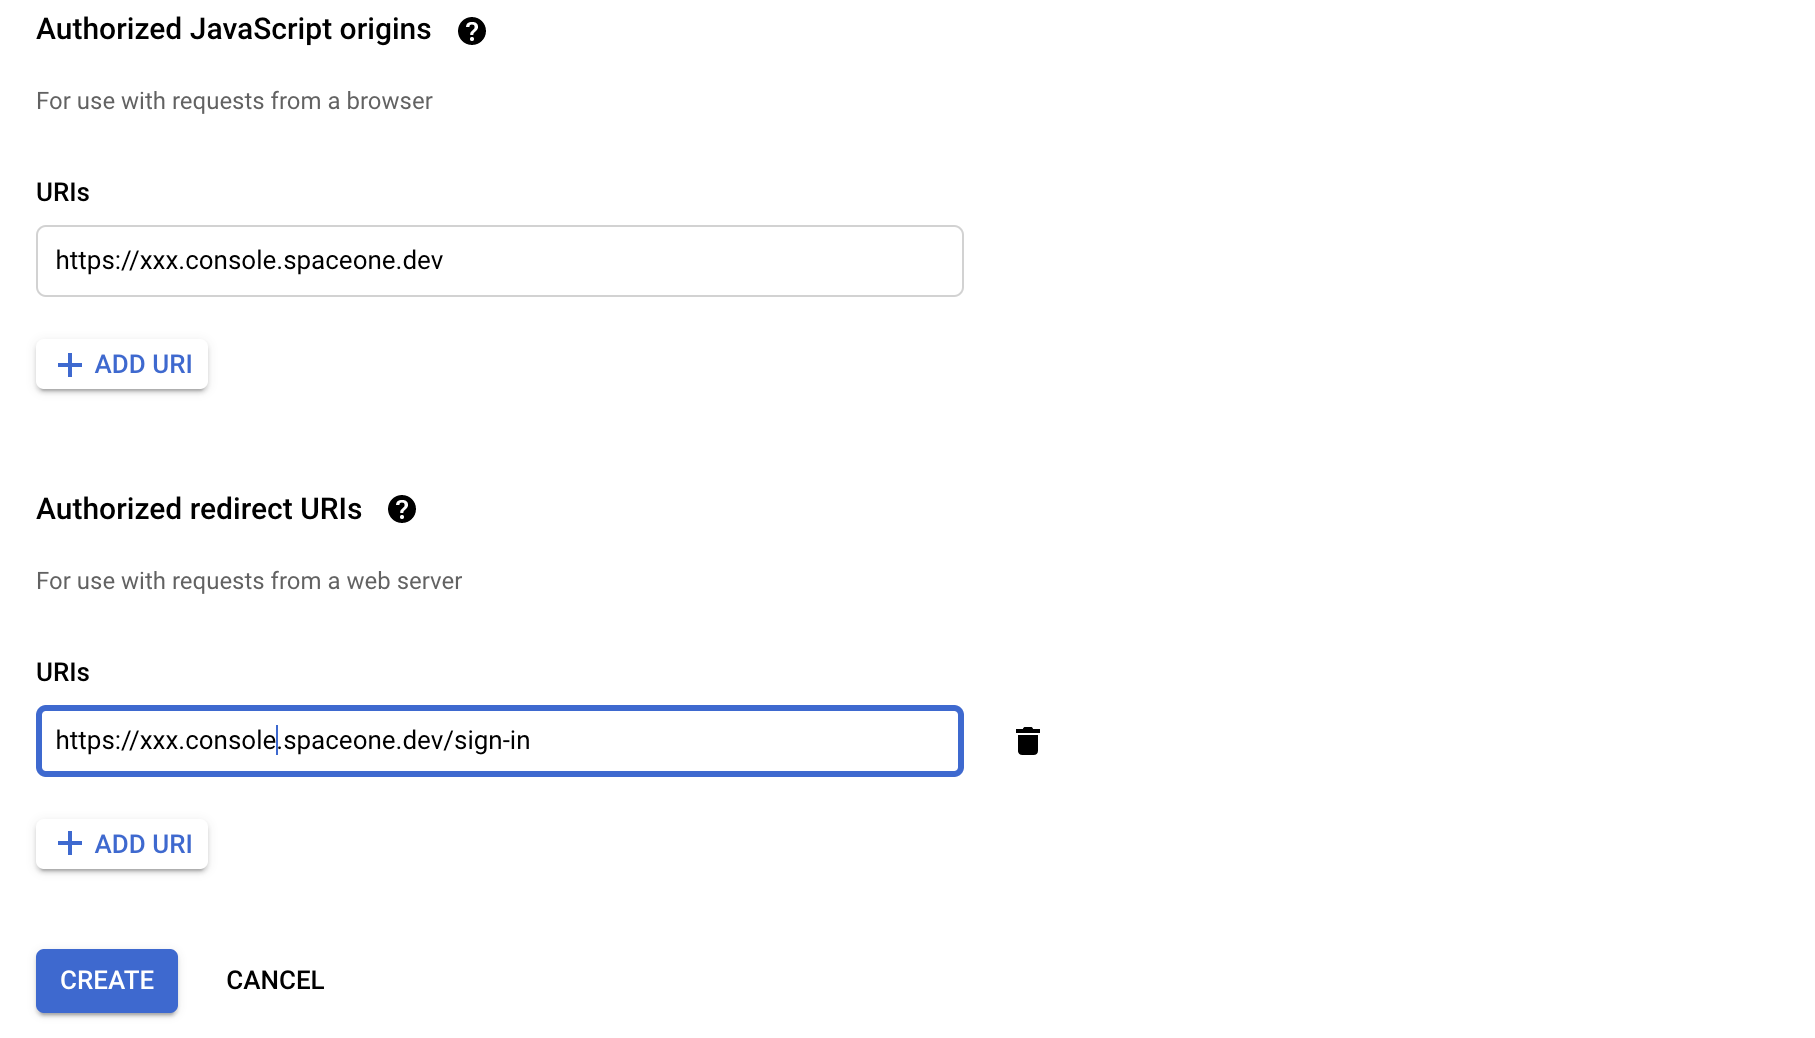 Authorized JavaScript origins
For use with requests from a browser
URIs
https://xxx.console.spaceone.dev
ADD URI
Authorized redirect URIs
For use with requests from a web server
URIs
https://xxx.console.spaceone.dev/sign-in
ADD URI
CREATE CANCEL